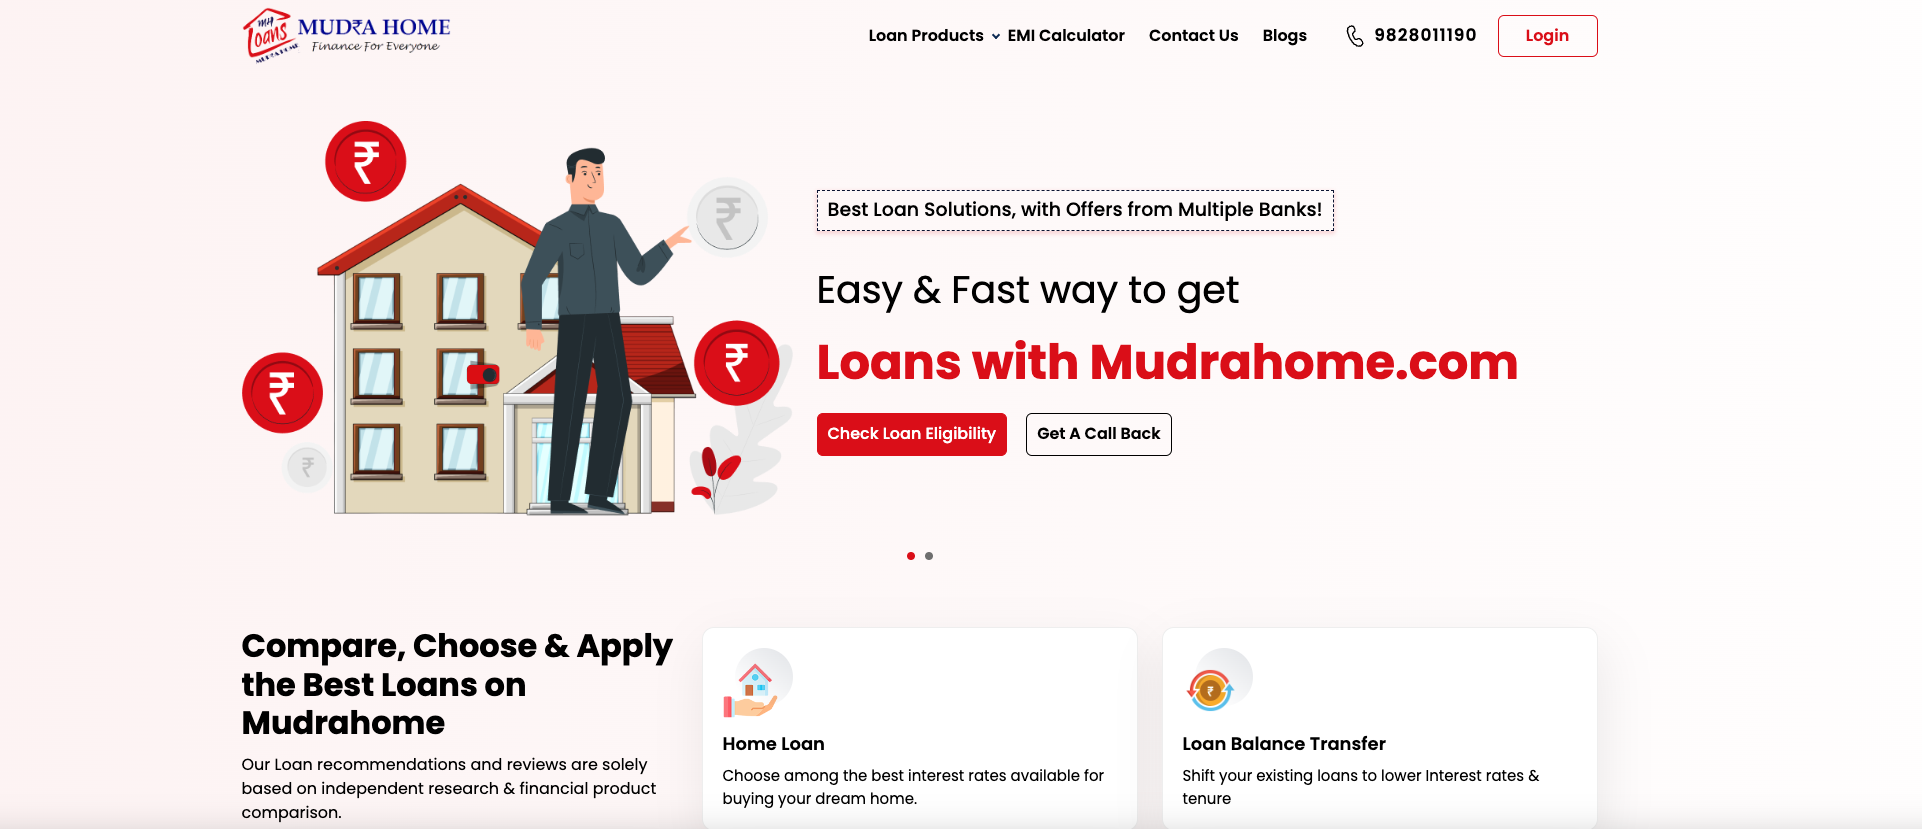 my
Loans
MUDRA HOME
MUD₹A HOME
Finance For Everyone
Loan Products
EMI Calculator
Contact Us
Blogs
9828011190
Login
₹
₹
₹
₹
₹
Best Loan Solutions, with Offers from Multiple Banks!
Easy & Fast way to get
Loans with Mudrahome.com
Check Loan Eligibility
Get A Call Back
Compare, Choose & Apply
the Best Loans on
Mudrahome
Our Loan recommendations and reviews are solely
based on independent research & financial product
comparison.
Home Loan
Choose among the best interest rates available for
buying your dream home.
₹
Loan Balance Transfer
Shift your existing loans to lower Interest rates &
tenure